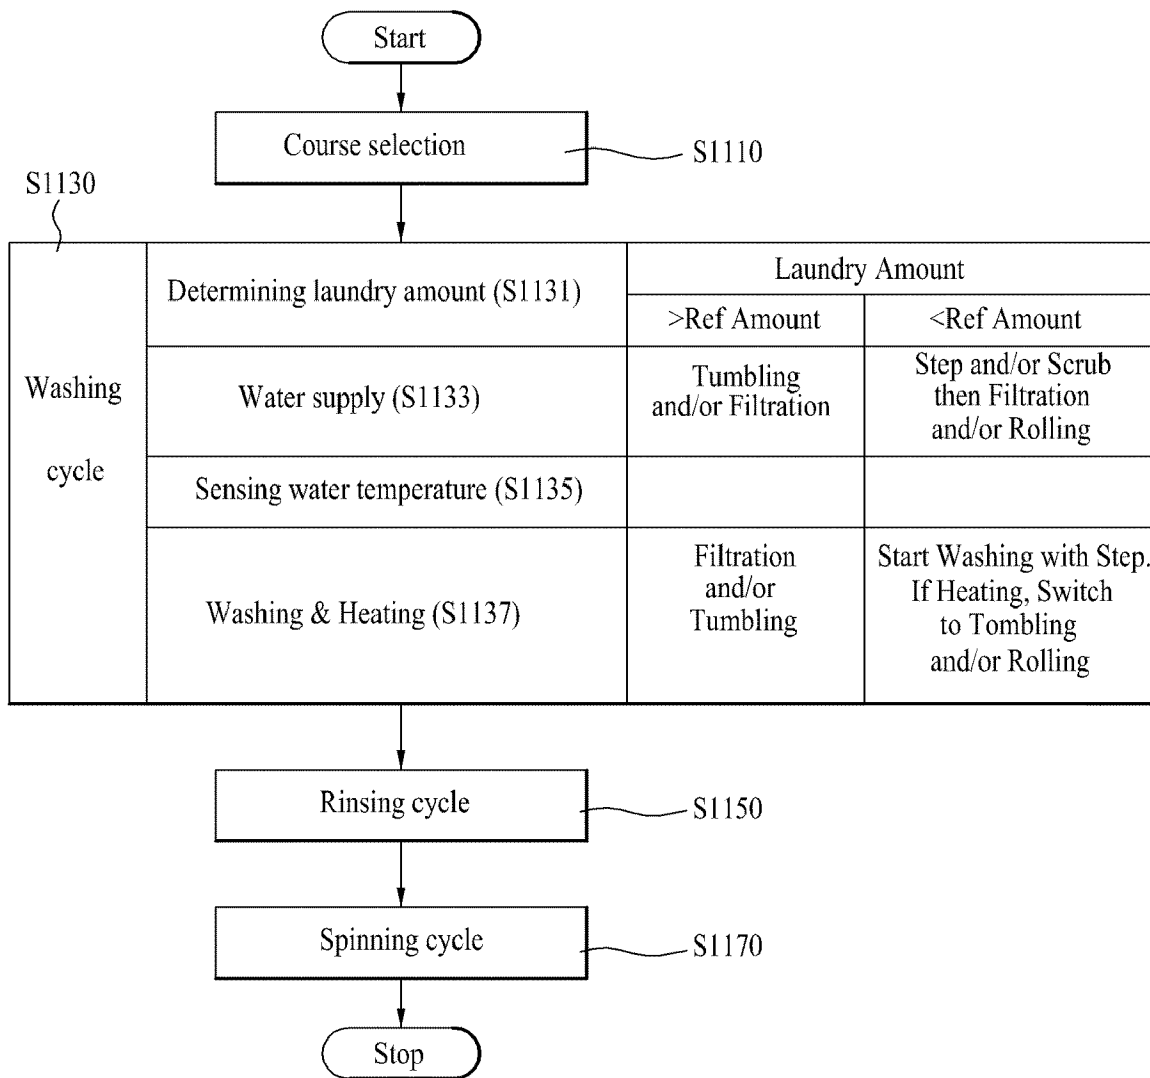 Start
Course selection
S1110
S1130
Washing
cycle
Determining laundry amount (S1131)
Laundry Amount
>Ref Amount
<Ref Amount
Water supply (S1133)
Tumbling
and/or Filtration
Step and/or Scrub
then Filtration
and/or Rolling
Sensing water temperature (S1135)
Washing & Heating (S1137)
Filtration
and/or
Tumbling
Start Washing with Step.
If Heating, Switch
to Tombling
and/or Rolling
Rinsing cycle
S1150
Spinning cycle
S1170
Stop